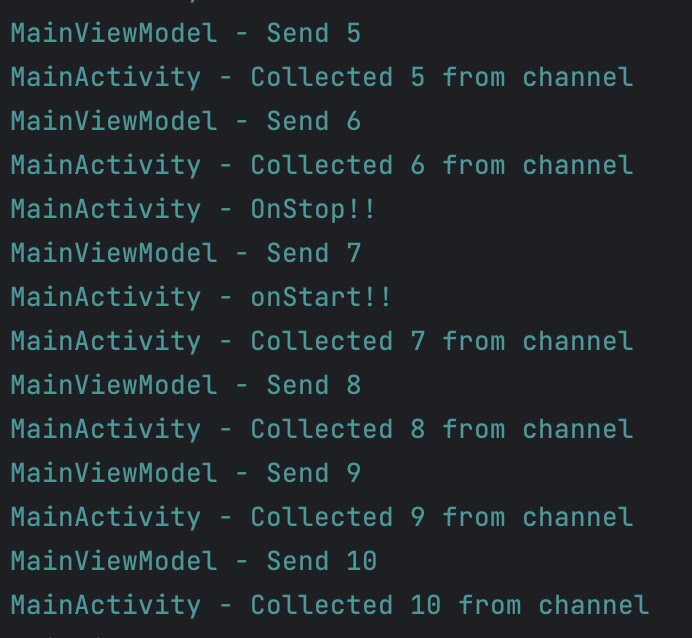 MainViewModel - Send 5
MainActivity - Collected 5 from channel
MainViewModel - Send 6
MainActivity - Collected 6 from channel
MainActivity - OnStop!!
MainViewModel - Send 7
MainActivity - onStart!!
MainActivity - Collected 7 from channel
MainViewModel - Send 8
MainActivity - Collected 8 from channel
MainViewModel - Send 9
MainActivity - Collected 9 from channel
MainViewModel - Send 10
MainActivity - Collected 10 from channel